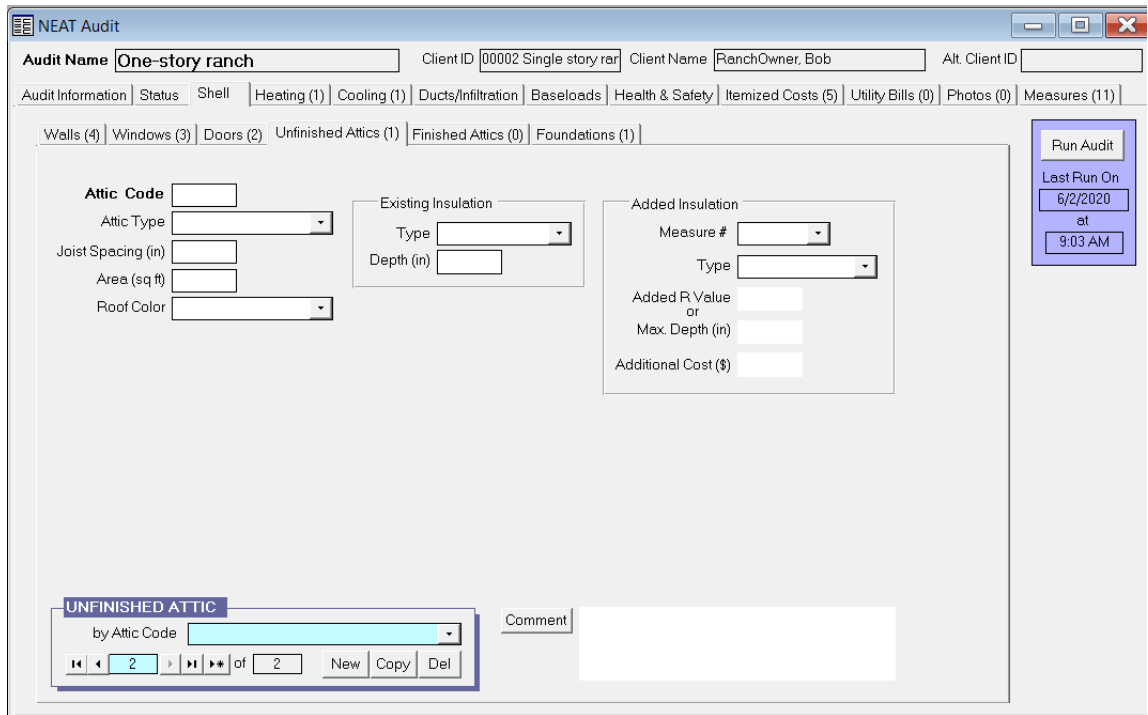 NEAT Audit
Audit Name One-story ranch Client ID 00002 Single story ran Client Name RanchOwner, Bob Alt. Client ID
Audit Information Status Shell Heating (1) Cooling (1) Ducts/Infiltration Baseloads Health & Safety Itemized Costs (5) Utility Bills (0) Photos (0) Measures (11)
Walls (4) Windows (3) Doors (2) Unfinished Attics (1) Finished Attics (0) Foundations (1)
Run Audit
Last Run On
6/2/2020
at
9:03 AM
Attic Code
Attic Type
Joist Spacing (in)
Area (sq ft)
Roof Color
Existing Insulation
Type
Depth (in)
Added Insulation
Measure #
Type
Added R Value
or
Max. Depth (in)
Additional Cost ($)
UNFINISHED ATTIC
by Attic Code
2 of 2 New Copy Del
Comment